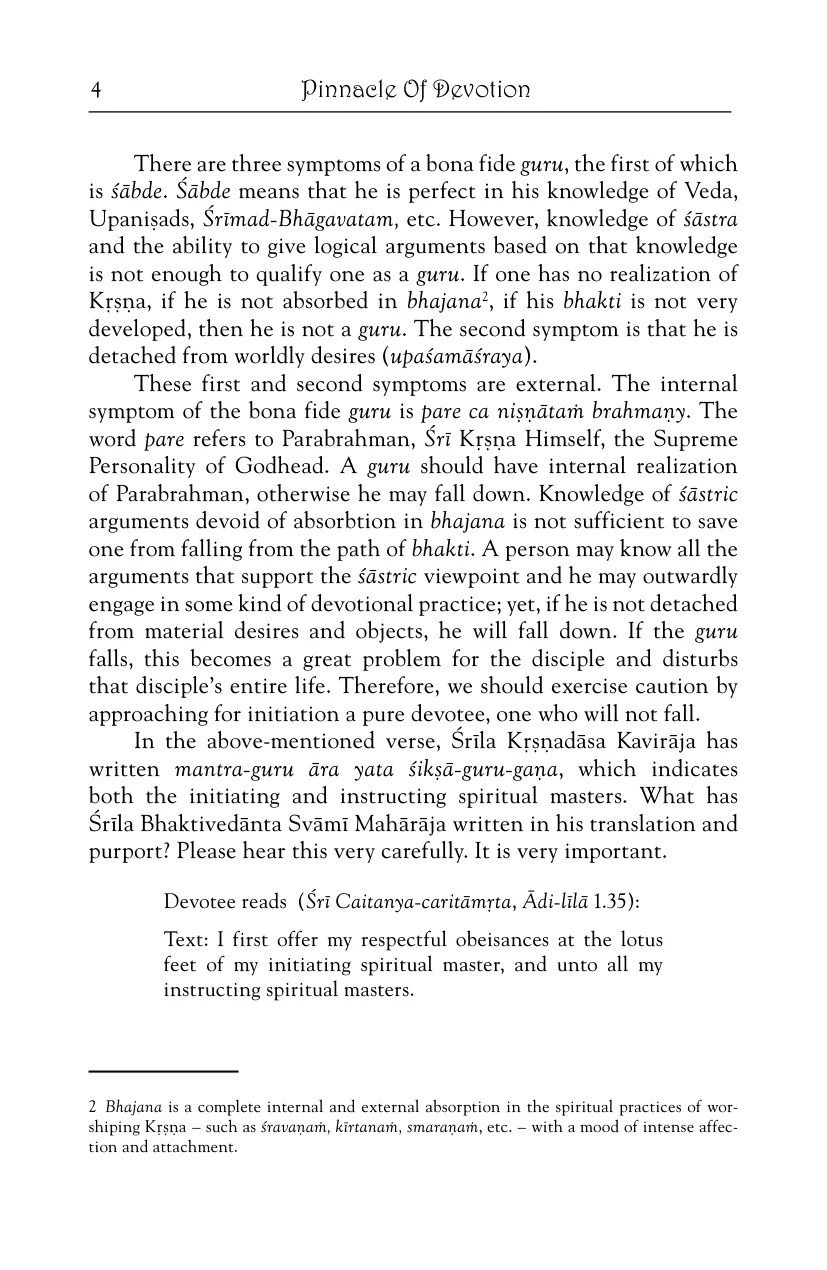 4 Pinnacle Of Devotion
There are three symptoms of a bona fide guru, the first of which
is śābde. Śābde means that he is perfect in his knowledge of Veda,
Upaniṣads, Śrīmad-Bhāgavatam, etc. However, knowledge of śāstra
and the ability to give logical arguments based on that knowledge
is not enough to qualify one as a guru. If one has no realization of
Kṛṣṇa, if he is not absorbed in bhajana², if his bhakti is not very
developed, then he is not a guru. The second symptom is that he is
detached from worldly desires (upaśamāśraya).
These first and second symptoms are external. The internal
symptom of the bona fide guru is pare ca niṣṇātaṁ brahmaṇy. The
word pare refers to Parabrahman, Śrī Kṛṣṇa Himself, the Supreme
Personality of Godhead. A guru should have internal realization
of Parabrahman, otherwise he may fall down. Knowledge of śāstric
arguments devoid of absorbtion in bhajana is not sufficient to save
one from falling from the path of bhakti. A person may know all the
arguments that support the śāstric viewpoint and he may outwardly
engage in some kind of devotional practice; yet, if he is not detached
from material desires and objects, he will fall down. If the guru
falls, this becomes a great problem for the disciple and disturbs
that disciple's entire life. Therefore, we should exercise caution by
approaching for initiation a pure devotee, one who will not fall.
In the above-mentioned verse, Śrīla Kṛṣṇadāsa Kavirāja has
written mantra-guru āra yata śikṣā-guru-gaṇa, which indicates
both the initiating and instructing spiritual masters. What has
Śrīla Bhaktivedānta Svāmī Mahārāja written in his translation and
purport? Please hear this very carefully. It is very important.
Devotee reads (Śrī Caitanya-caritāmṛta, Ādi-līlā 1.35):
Text: I first offer my respectful obeisances at the lotus
feet of my initiating spiritual master, and unto all my
instructing spiritual masters.
2 Bhajana is a complete internal and external absorption in the spiritual practices of wor-
shiping Kṛṣṇa – such as śravaṇaṁ, kīrtanaṁ, smaraṇaṁ, etc. – with a mood of intense affec-
tion and attachment.